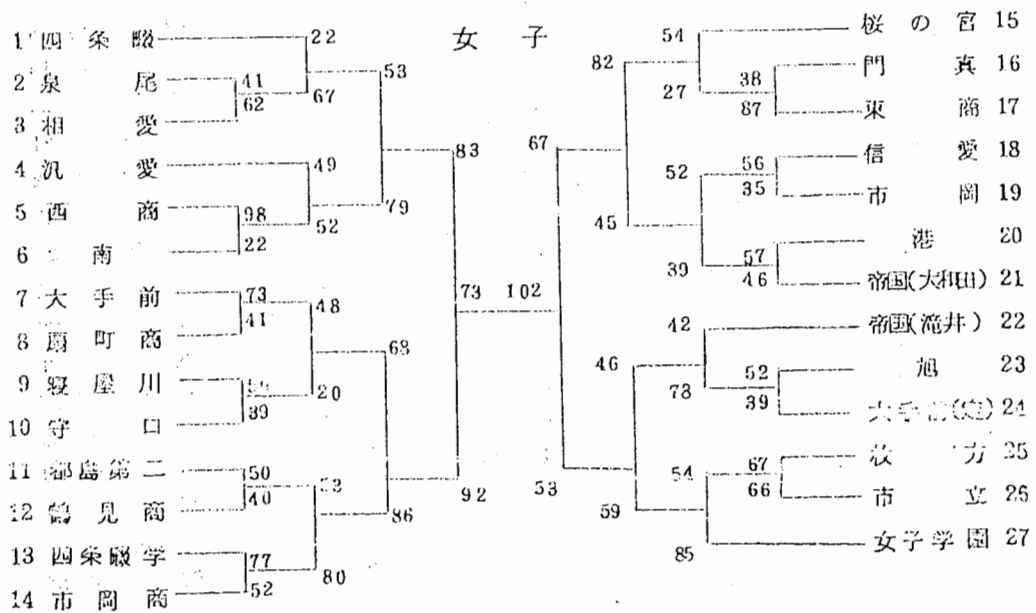 女子
1 四条畷
2 泉尾
3 相愛
4 汎愛
5 西商
6 南
7 大手前
8 扇町商
9 寝屋川
10 守口
11 都島第二
12 鶴見商
13 四条畷学
14 市岡商
22
41
62
67
53
49
98
22
52
79
83
73
41
48
39
20
68
50
40
77
52
80
86
92
73 102
67
53
82
45
54
27
38
87
52
56
35
39
57
46
46
42
73
52
39
59
54
67
66
85
桜の宮 15
門真 16
東商 17
信愛 18
市岡 19
港 20
帝国(大和田) 21
帝国(滝井) 22
旭 23
大手前(定) 24
枚方 25
市立 26
女子学園 27